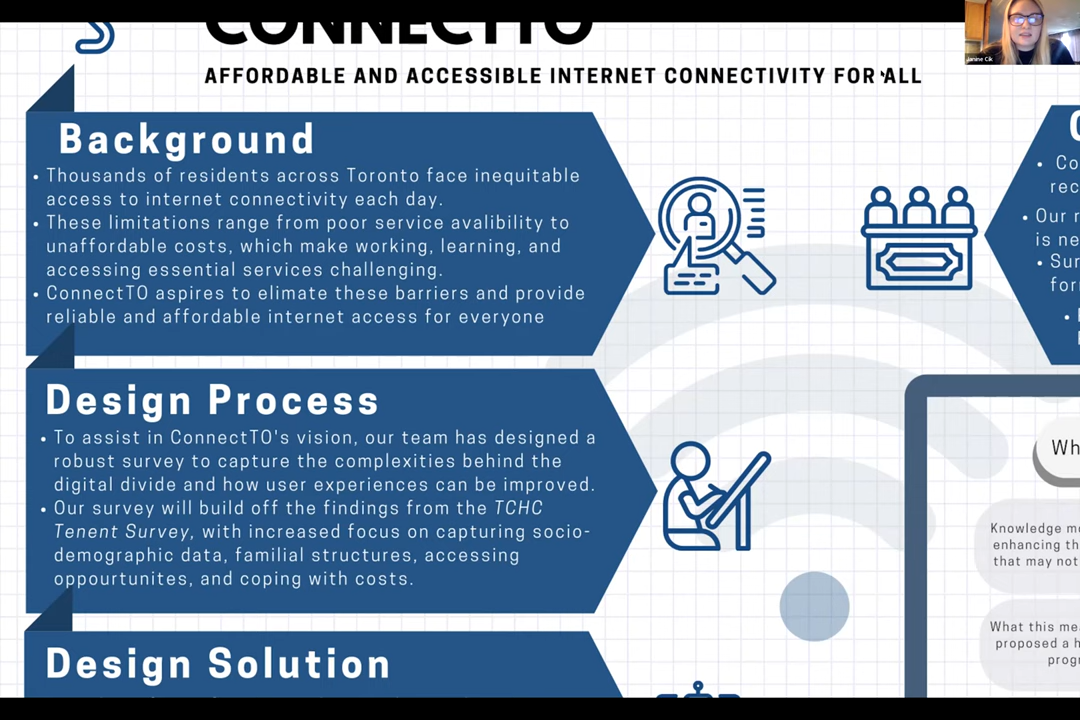 CONNECTTO
AFFORDABLE AND ACCESSIBLE INTERNET CONNECTIVITY FOR ALL
Janine Cik
Background
• Thousands of residents across Toronto face inequitable
access to internet connectivity each day.
• These limitations range from poor service avalibility to
unaffordable costs, which make working, learning, and
accessing essential services challenging.
• ConnectTO aspires to elimate these barriers and provide
reliable and affordable internet access for everyone
Design Process
• To assist in ConnectTO's vision, our team has designed a
robust survey to capture the complexities behind the
digital divide and how user experiences can be improved.
• Our survey will build off the findings from the TCHC
Tenent Survey, with increased focus on capturing socio-
demographic data, familial structures, accessing
oppourtunites, and coping with costs.
Design Solution
• Co
rec
• Our r
is ne
• Sur
for
Wh
Knowledge mo
enhancing th
that may not
What this mea
proposed a h
progr